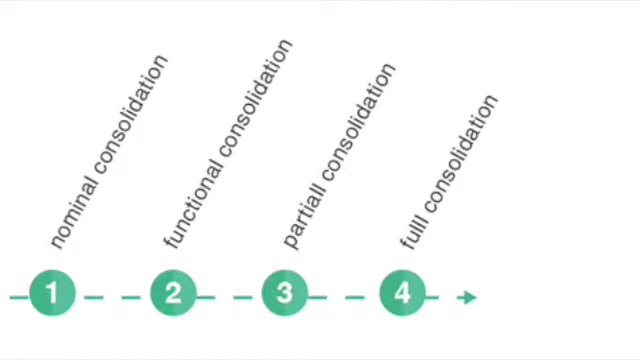 nominal consolidation
functional consolidation
partiall consolidation
fulll consolidation
1
2
3
4